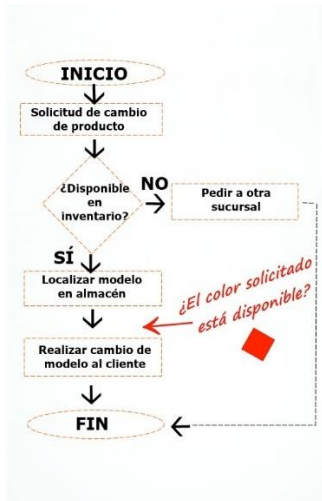 INICIO
Solicitud de cambio
de producto
¿Disponible
en
inventario?
NO
Pedir a otra
sucursal
SÍ
Localizar modelo
en almacén
¿El color solicitado
está disponible?
Realizar cambio de
modelo al cliente
FIN